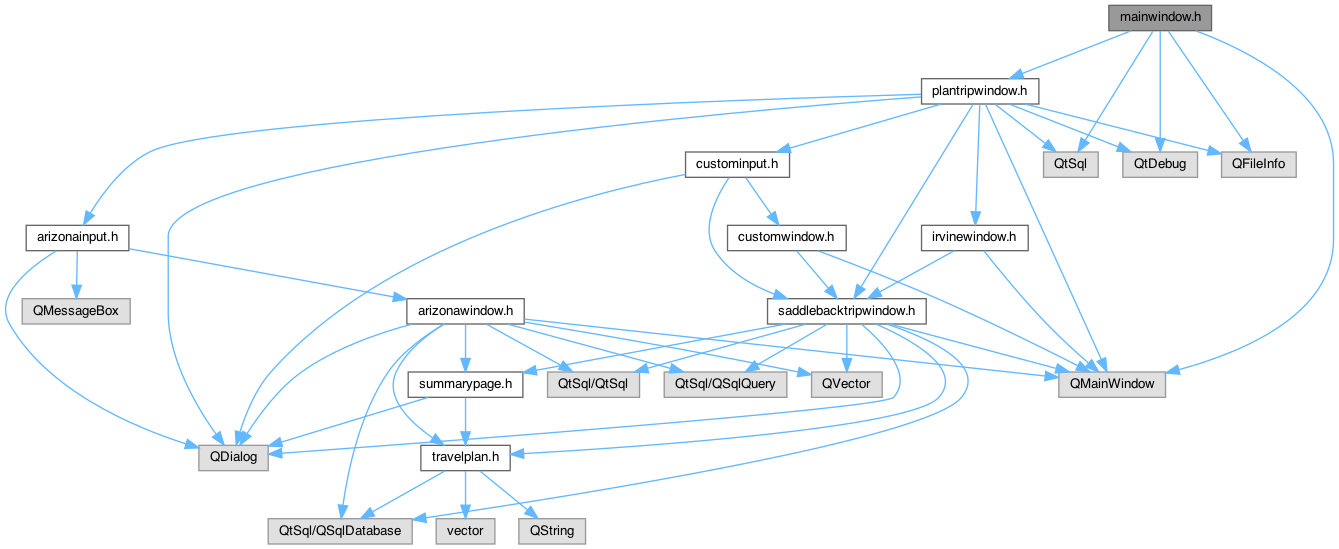 mainwindow.h
plantripwindow.h
custominput.h
QtSql
QtDebug
QFileInfo
arizonainput.h
customwindow.h
irvinewindow.h
QMessageBox
arizonawindow.h
saddlebacktripwindow.h
summarypage.h
QtSql/QtSql
QtSql/QSqlQuery
QVector
QMainWindow
QDialog
travelplan.h
QtSql/QSqlDatabase
vector
QString